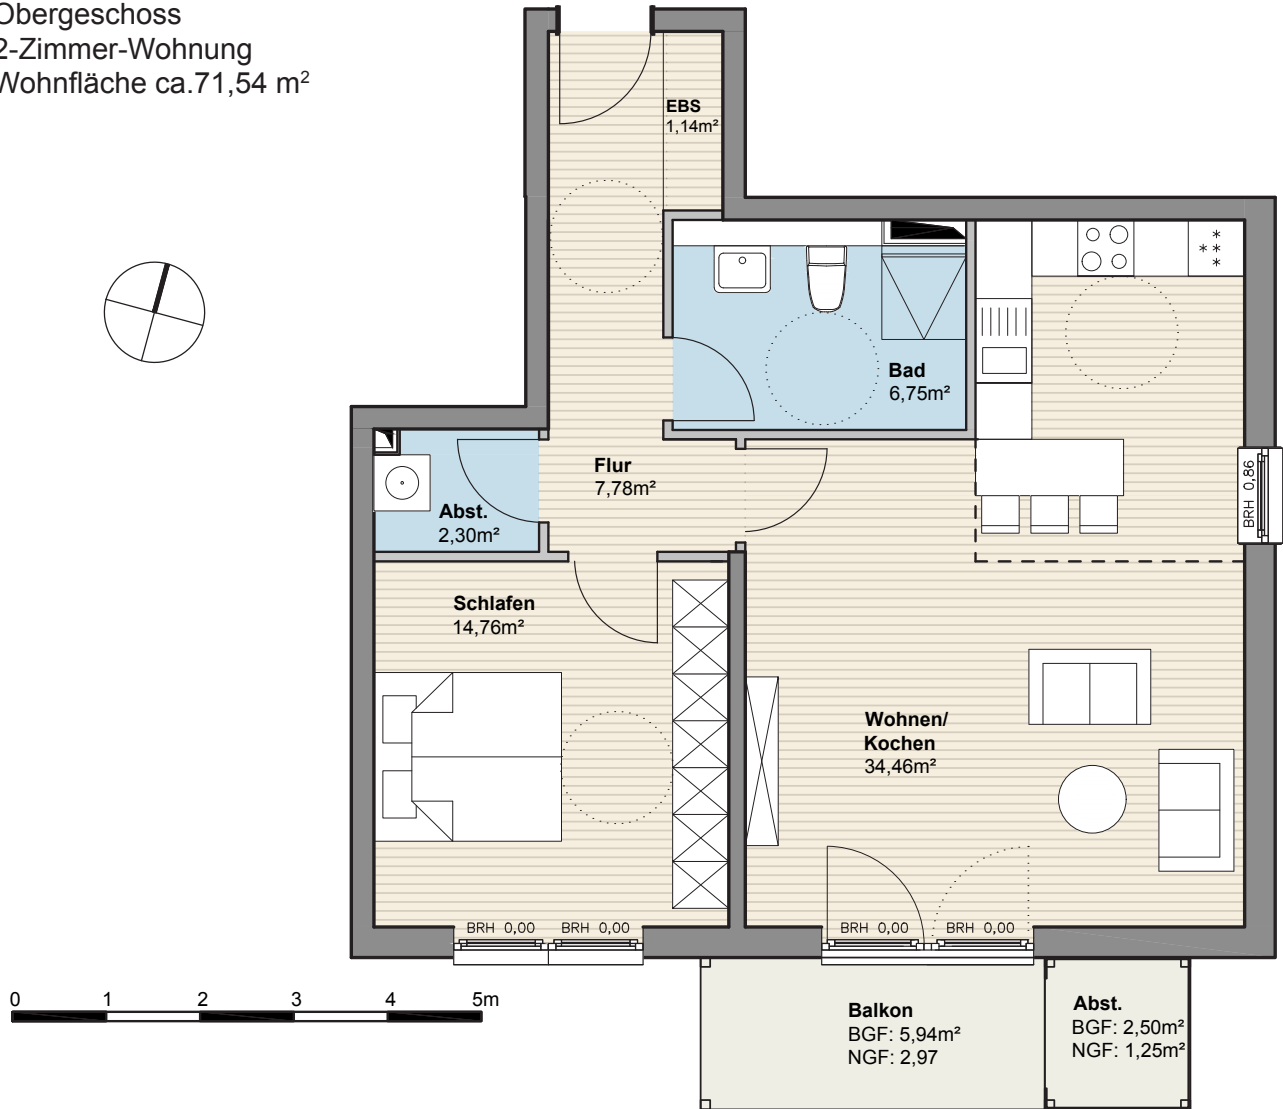 Obergeschoss
2-Zimmer-Wohnung
Wohnfläche ca.71,54 m²
EBS
1,14m²
Bad
6,75m²
Flur
7,78m²
Abst.
2,30m²
BRH 0,86
Schlafen
14,76m²
Wohnen/
Kochen
34,46m²
BRH 0,00 BRH 0,00
BRH 0,00 BRH 0,00
0 1 2 3 4 5m
Balkon
BGF: 5,94m²
NGF: 2,97
Abst.
BGF: 2,50m²
NGF: 1,25m²